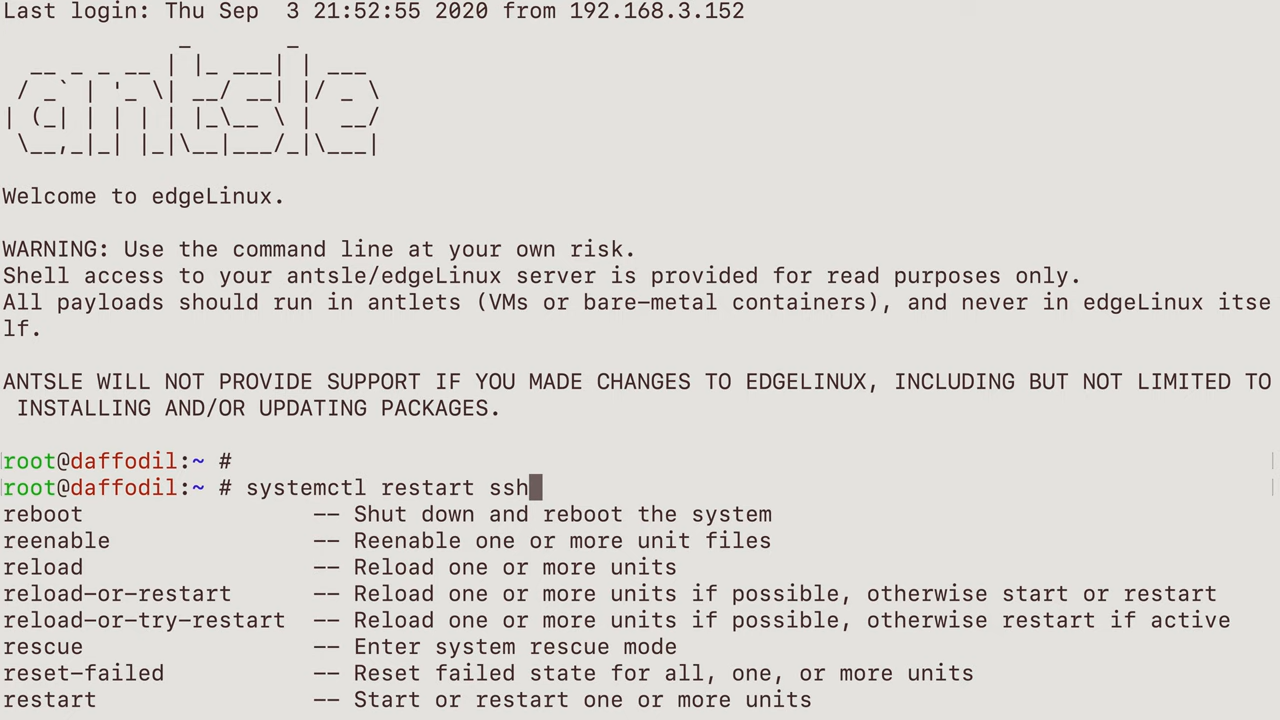 Last login: Thu Sep  3 21:52:55 2020 from 192.168.3.152
antsle
Welcome to edgeLinux.
WARNING: Use the command line at your own risk.
Shell access to your antsle/edgeLinux server is provided for read purposes only.
All payloads should run in antlets (VMs or bare-metal containers), and never in edgeLinux itse
lf.
ANTSLE WILL NOT PROVIDE SUPPORT IF YOU MADE CHANGES TO EDGELINUX, INCLUDING BUT NOT LIMITED TO
 INSTALLING AND/OR UPDATING PACKAGES.
root@daffodil:~ #
root@daffodil:~ # systemctl restart ssh
reboot                 -- Shut down and reboot the system
reenable               -- Reenable one or more unit files
reload                 -- Reload one or more units
reload-or-restart      -- Reload one or more units if possible, otherwise start or restart
reload-or-try-restart  -- Reload one or more units if possible, otherwise restart if active
rescue                 -- Enter system rescue mode
reset-failed           -- Reset failed state for all, one, or more units
restart                -- Start or restart one or more units